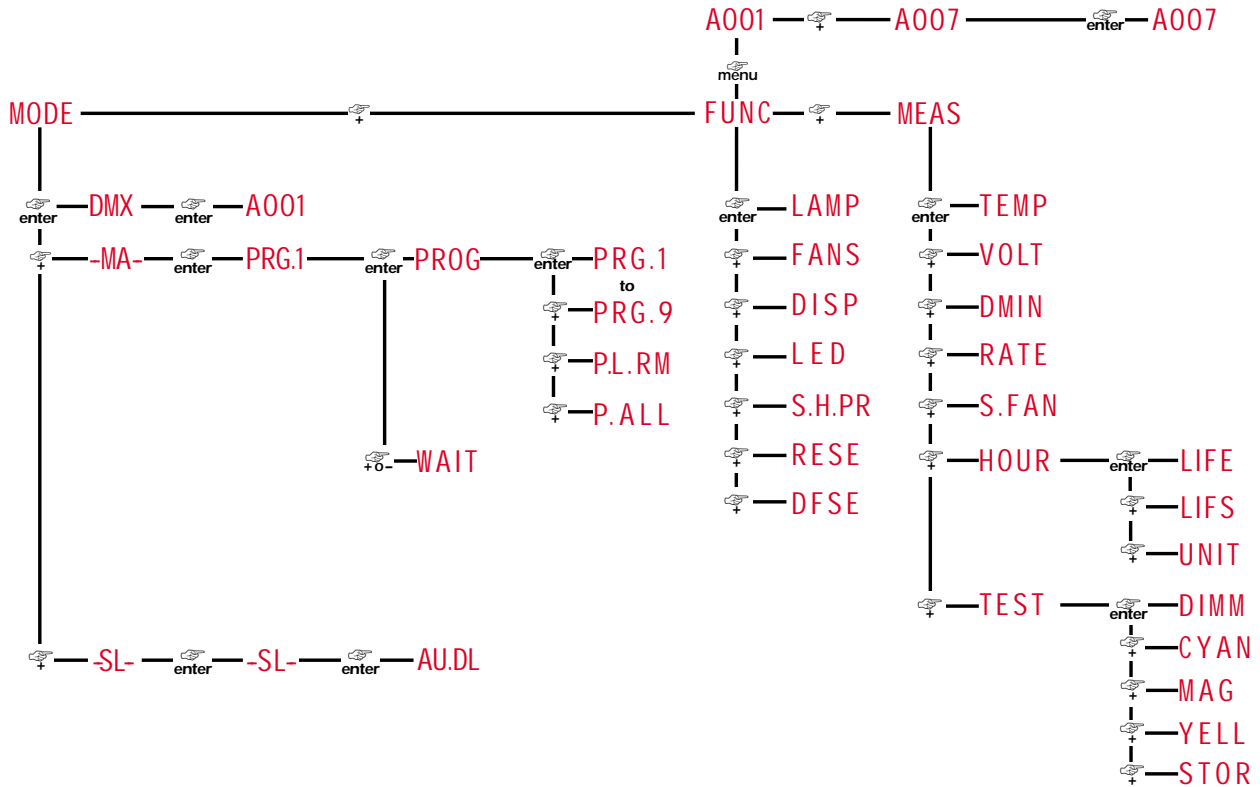 A001 + A007 enter A007
menu
MODE + FUNC + MEAS
enter DMX enter A001 enter LAMP enter TEMP
+ -MA- enter PRG.1 enter PROG enter PRG.1 + FANS + VOLT
to
+ PRG.9 + DISP + DMIN
+ P.L.RM + LED + RATE
+ P.ALL + S.H.PR + S.FAN
+o- WAIT + RESE + HOUR enter LIFE
+ DFSE + LIFS
+ UNIT
+ TEST enter DIMM
+ CYAN
+ -SL- enter -SL- enter AU.DL
+ MAG
+ YELL
+ STOR